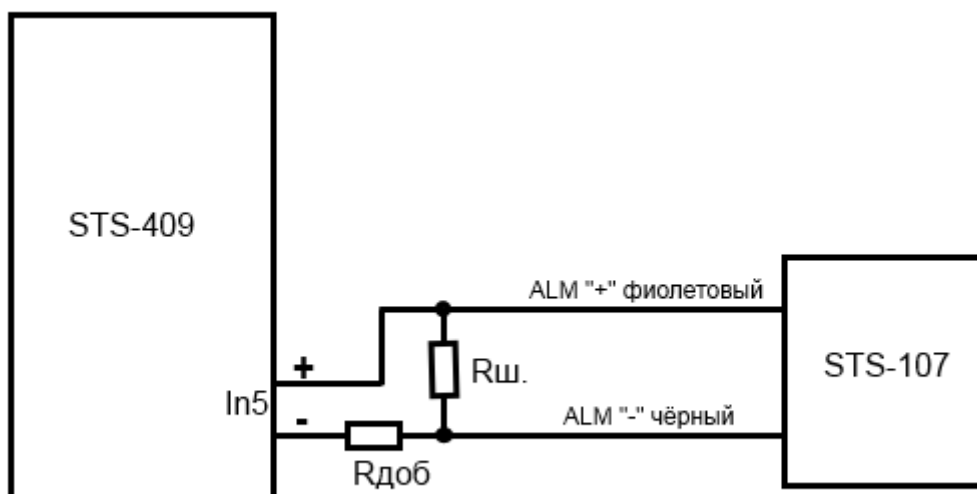 STS-409
ALM "+" фиолетовый
STS-107
+
Rш.
In5
-
ALM "-" чёрный
Rдоб